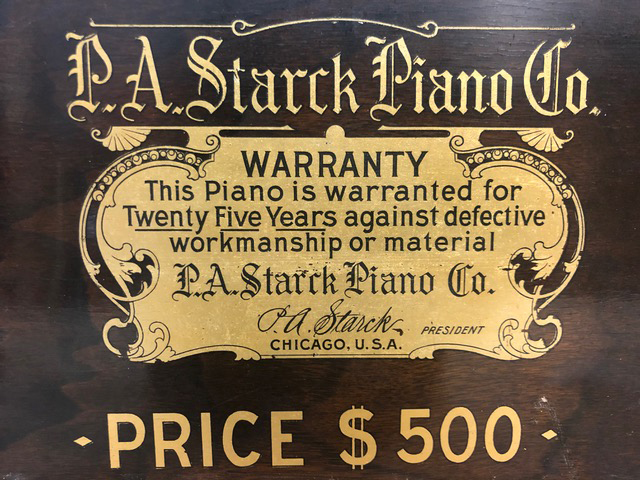 P.A. Starck Piano Co.
WARRANTY
This Piano is warranted for
Twenty Five Years against defective
workmanship or material
P.A. Starck Piano Co.
P.A. Starck PRESIDENT
CHICAGO, U.S.A.
PRICE $500